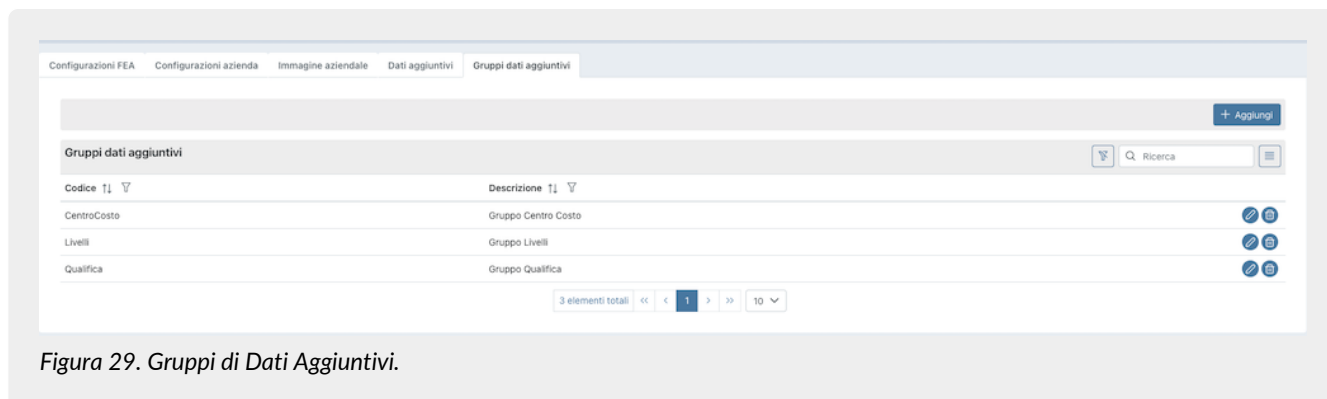 Configurazioni FEA Configurazioni azienda Immagine aziendale Dati aggiuntivi Gruppi dati aggiuntivi
+ Aggiungi
Gruppi dati aggiuntivi Ricerca
Codice Descrizione
CentroCosto Gruppo Centro Costo
Livelli Gruppo Livelli
Qualifica Gruppo Qualifica
3 elementi totali << < 1 > >> 10
Figura 29. Gruppi di Dati Aggiuntivi.